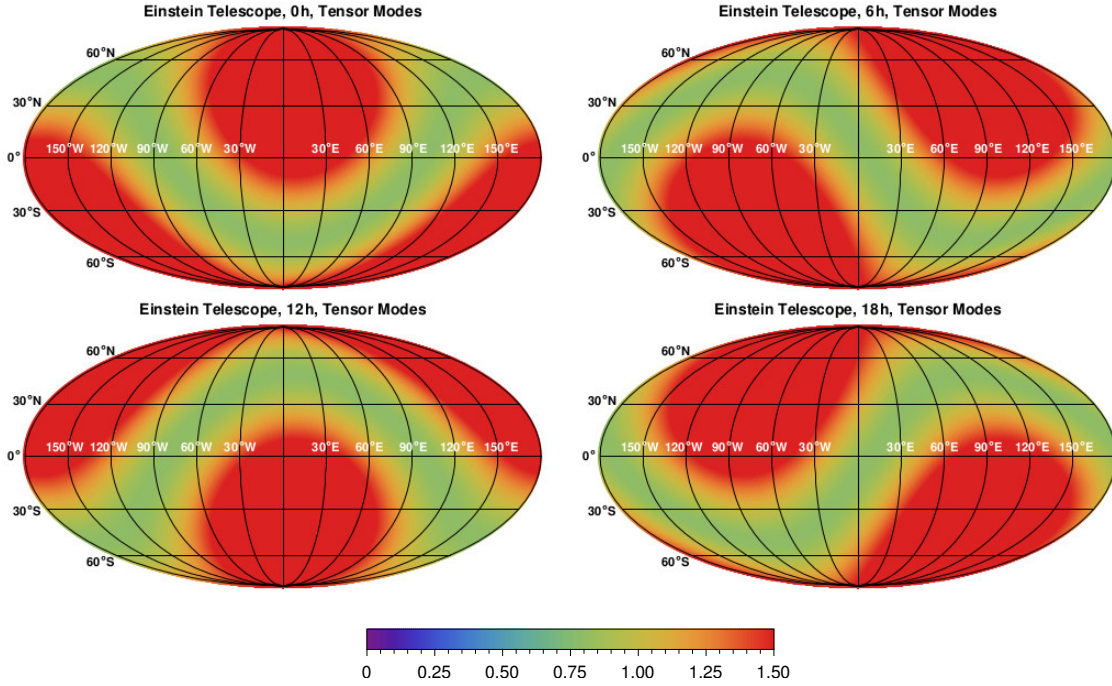 Einstein Telescope, 0h, Tensor Modes
60°N
30°N
150°W 120°W 90°W 60°W 30°W 30°E 60°E 90°E 120°E 150°E
0°
30°S
60°S
Einstein Telescope, 6h, Tensor Modes
60°N
30°N
150°W 120°W 90°W 60°W 30°W 30°E 60°E 90°E 120°E 150°E
0°
30°S
60°S
Einstein Telescope, 12h, Tensor Modes
60°N
30°N
150°W 120°W 90°W 60°W 30°W 30°E 60°E 90°E 120°E 150°E
0°
30°S
60°S
Einstein Telescope, 18h, Tensor Modes
60°N
30°N
150°W 120°W 90°W 60°W 30°W 30°E 60°E 90°E 120°E 150°E
0°
30°S
60°S
0 0.25 0.50 0.75 1.00 1.25 1.50